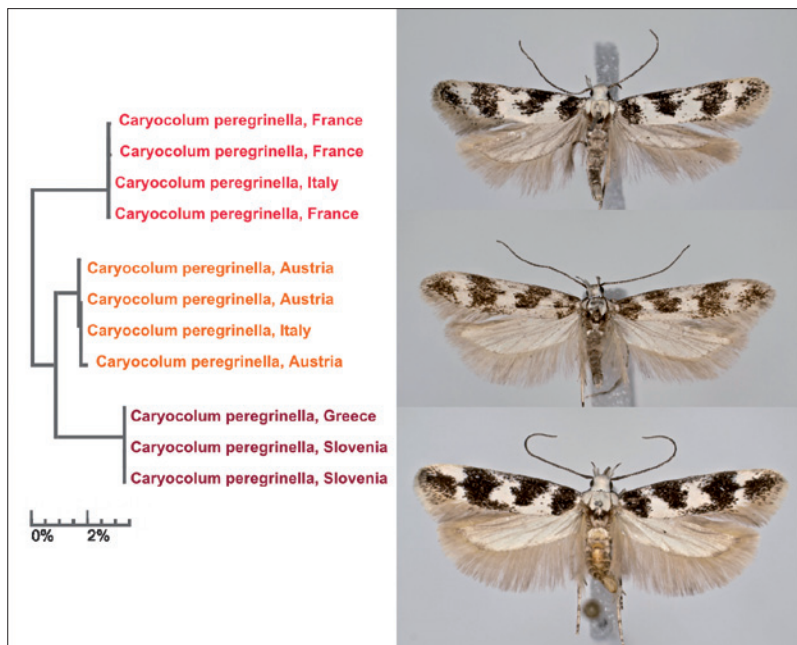 Caryocolum peregrinella, France
Caryocolum peregrinella, France
Caryocolum peregrinella, Italy
Caryocolum peregrinella, France
Caryocolum peregrinella, Austria
Caryocolum peregrinella, Austria
Caryocolum peregrinella, Italy
Caryocolum peregrinella, Austria
Caryocolum peregrinella, Greece
Caryocolum peregrinella, Slovenia
Caryocolum peregrinella, Slovenia
0% 2%